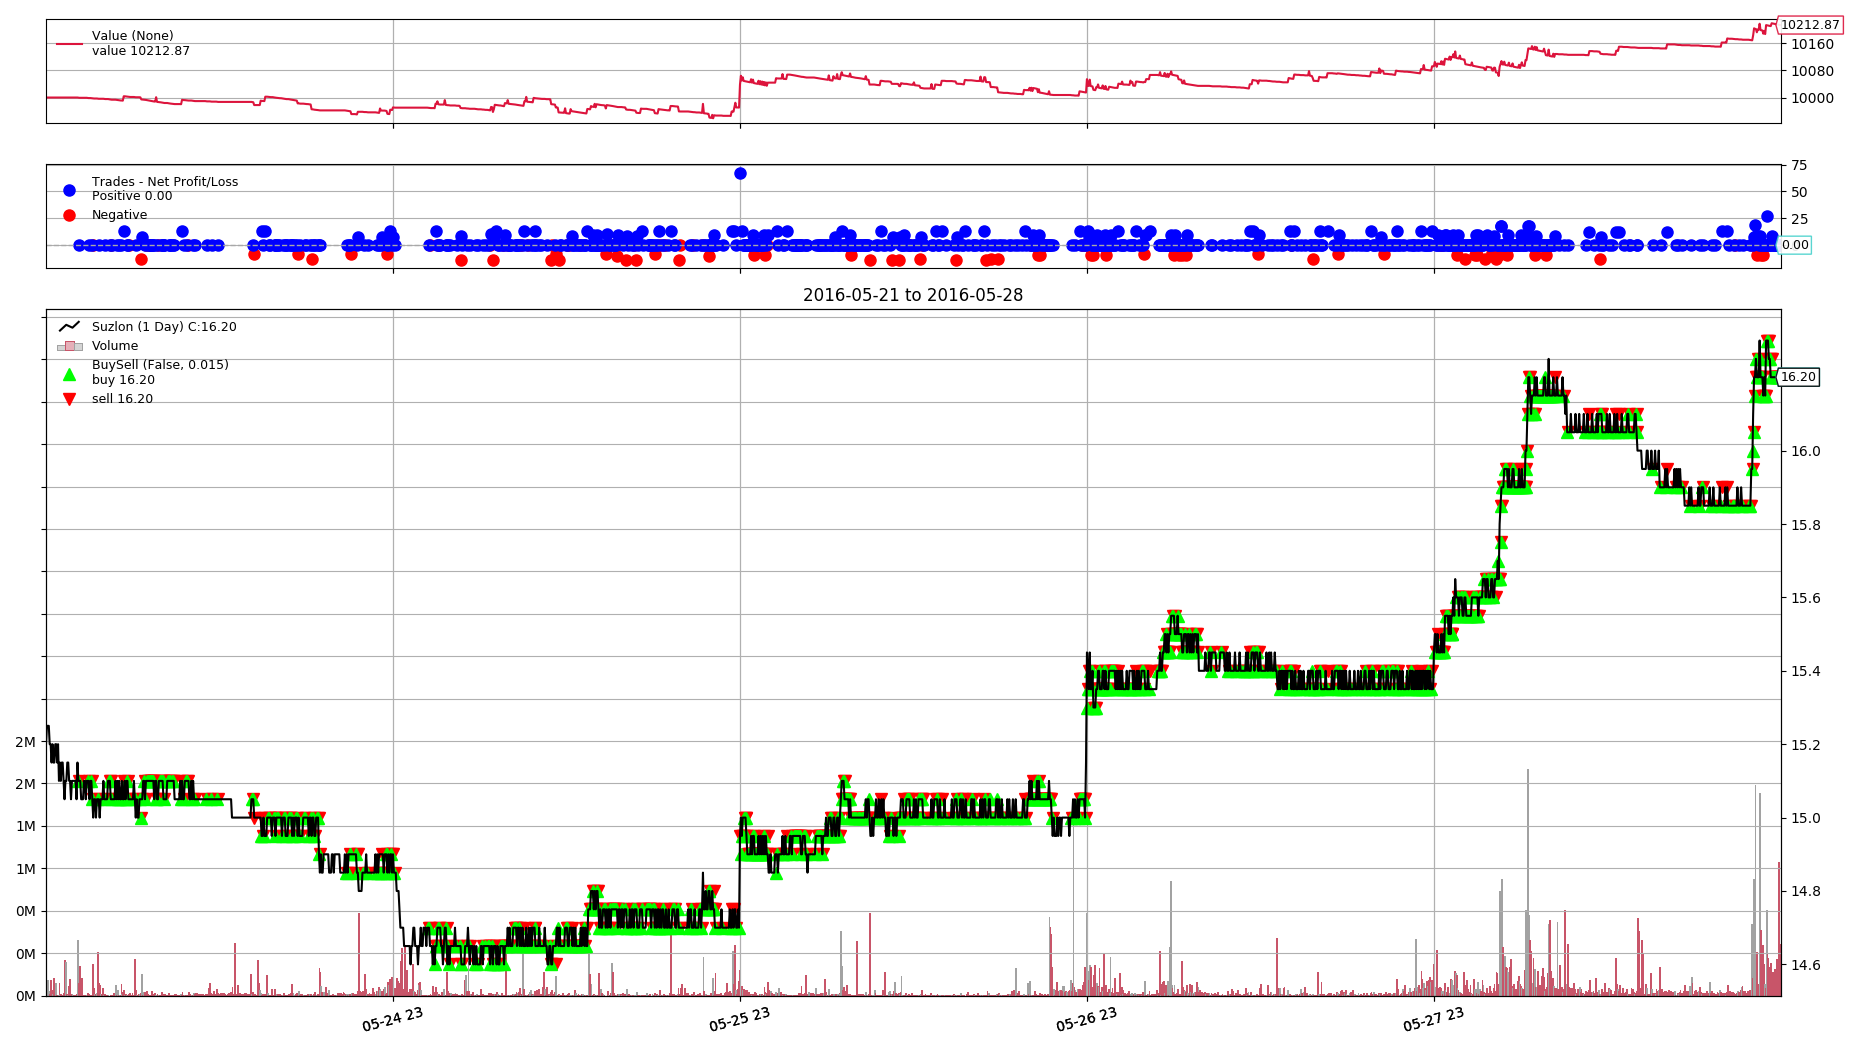 Value (None)
value 10212.87
10212.87
10160
10080
10000
Trades - Net Profit/Loss
Positive 0.00
Negative
75
50
25
0.00
2016-05-21 to 2016-05-28
Suzlon (1 Day) C:16.20
Volume
BuySell (False, 0.015)
buy 16.20
sell 16.20
16.20
16.0
15.8
15.6
15.4
15.2
15.0
14.8
14.6
2M
2M
1M
1M
0M
0M
0M
05-24 23
05-25 23
05-26 23
05-27 23